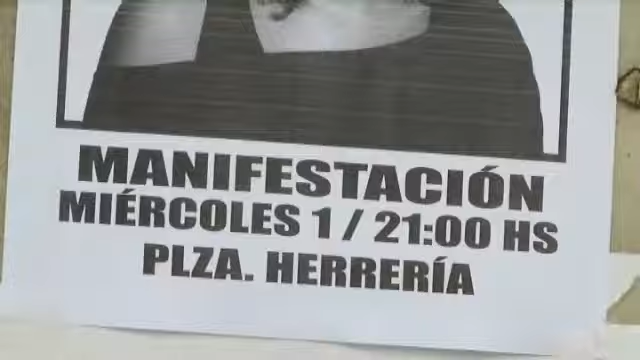 MANIFESTACIÓN
MIÉRCOLES 1 / 21:00 HS
PLZA. HERRERÍA